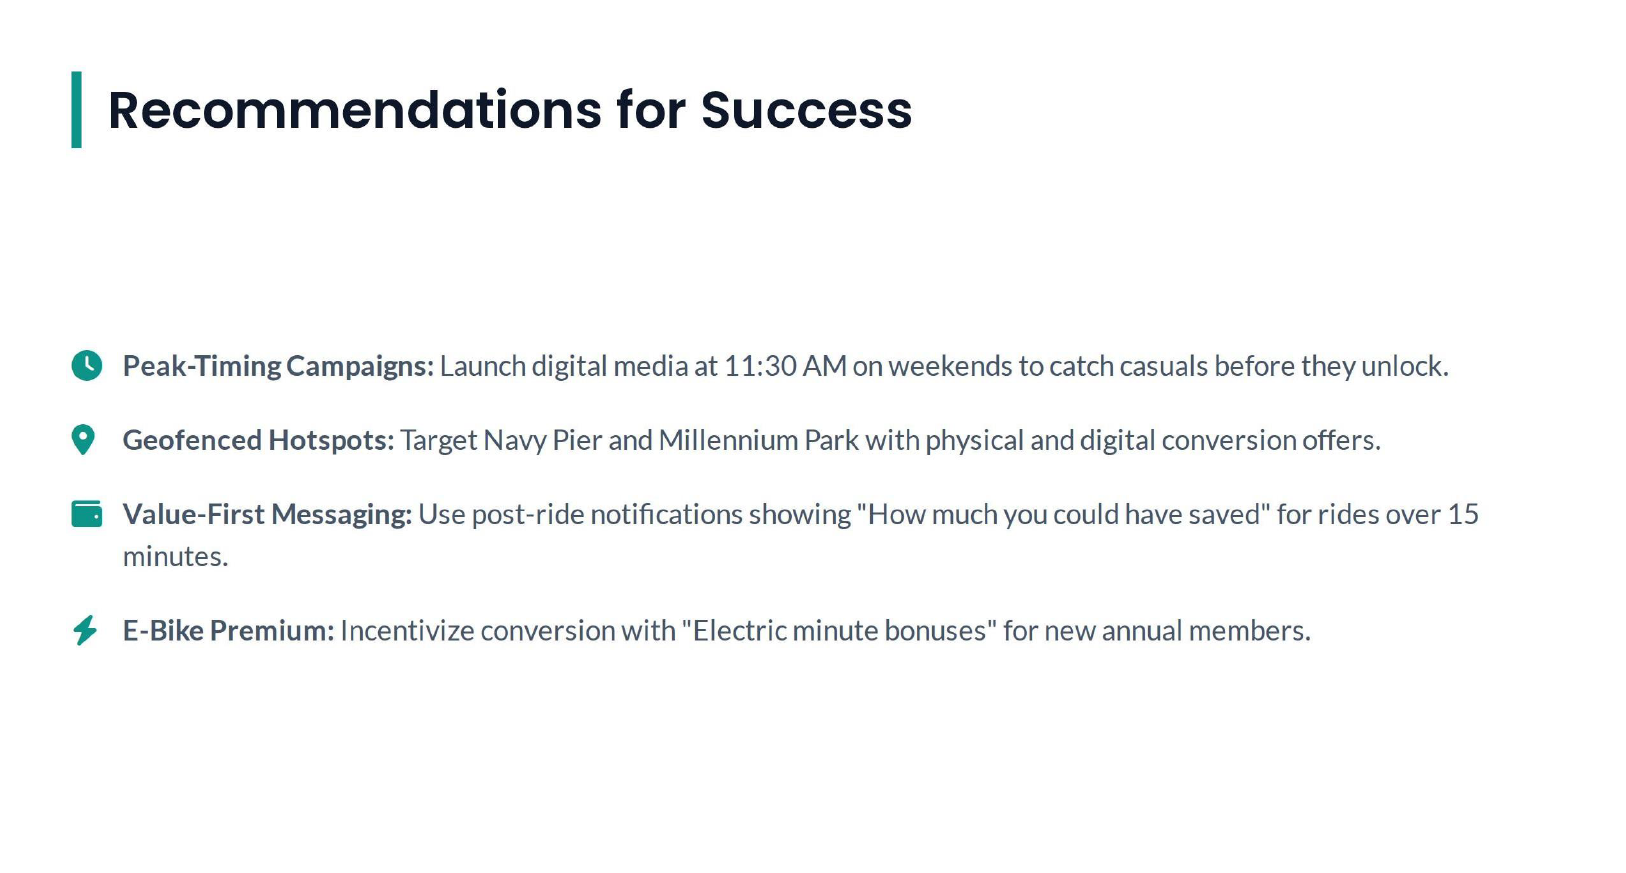 Recommendations for Success
Peak-Timing Campaigns: Launch digital media at 11:30 AM on weekends to catch casuals before they unlock.
Geofenced Hotspots: Target Navy Pier and Millennium Park with physical and digital conversion offers.
Value-First Messaging: Use post-ride notifications showing "How much you could have saved" for rides over 15
minutes.
E-Bike Premium: Incentivize conversion with "Electric minute bonuses" for new annual members.